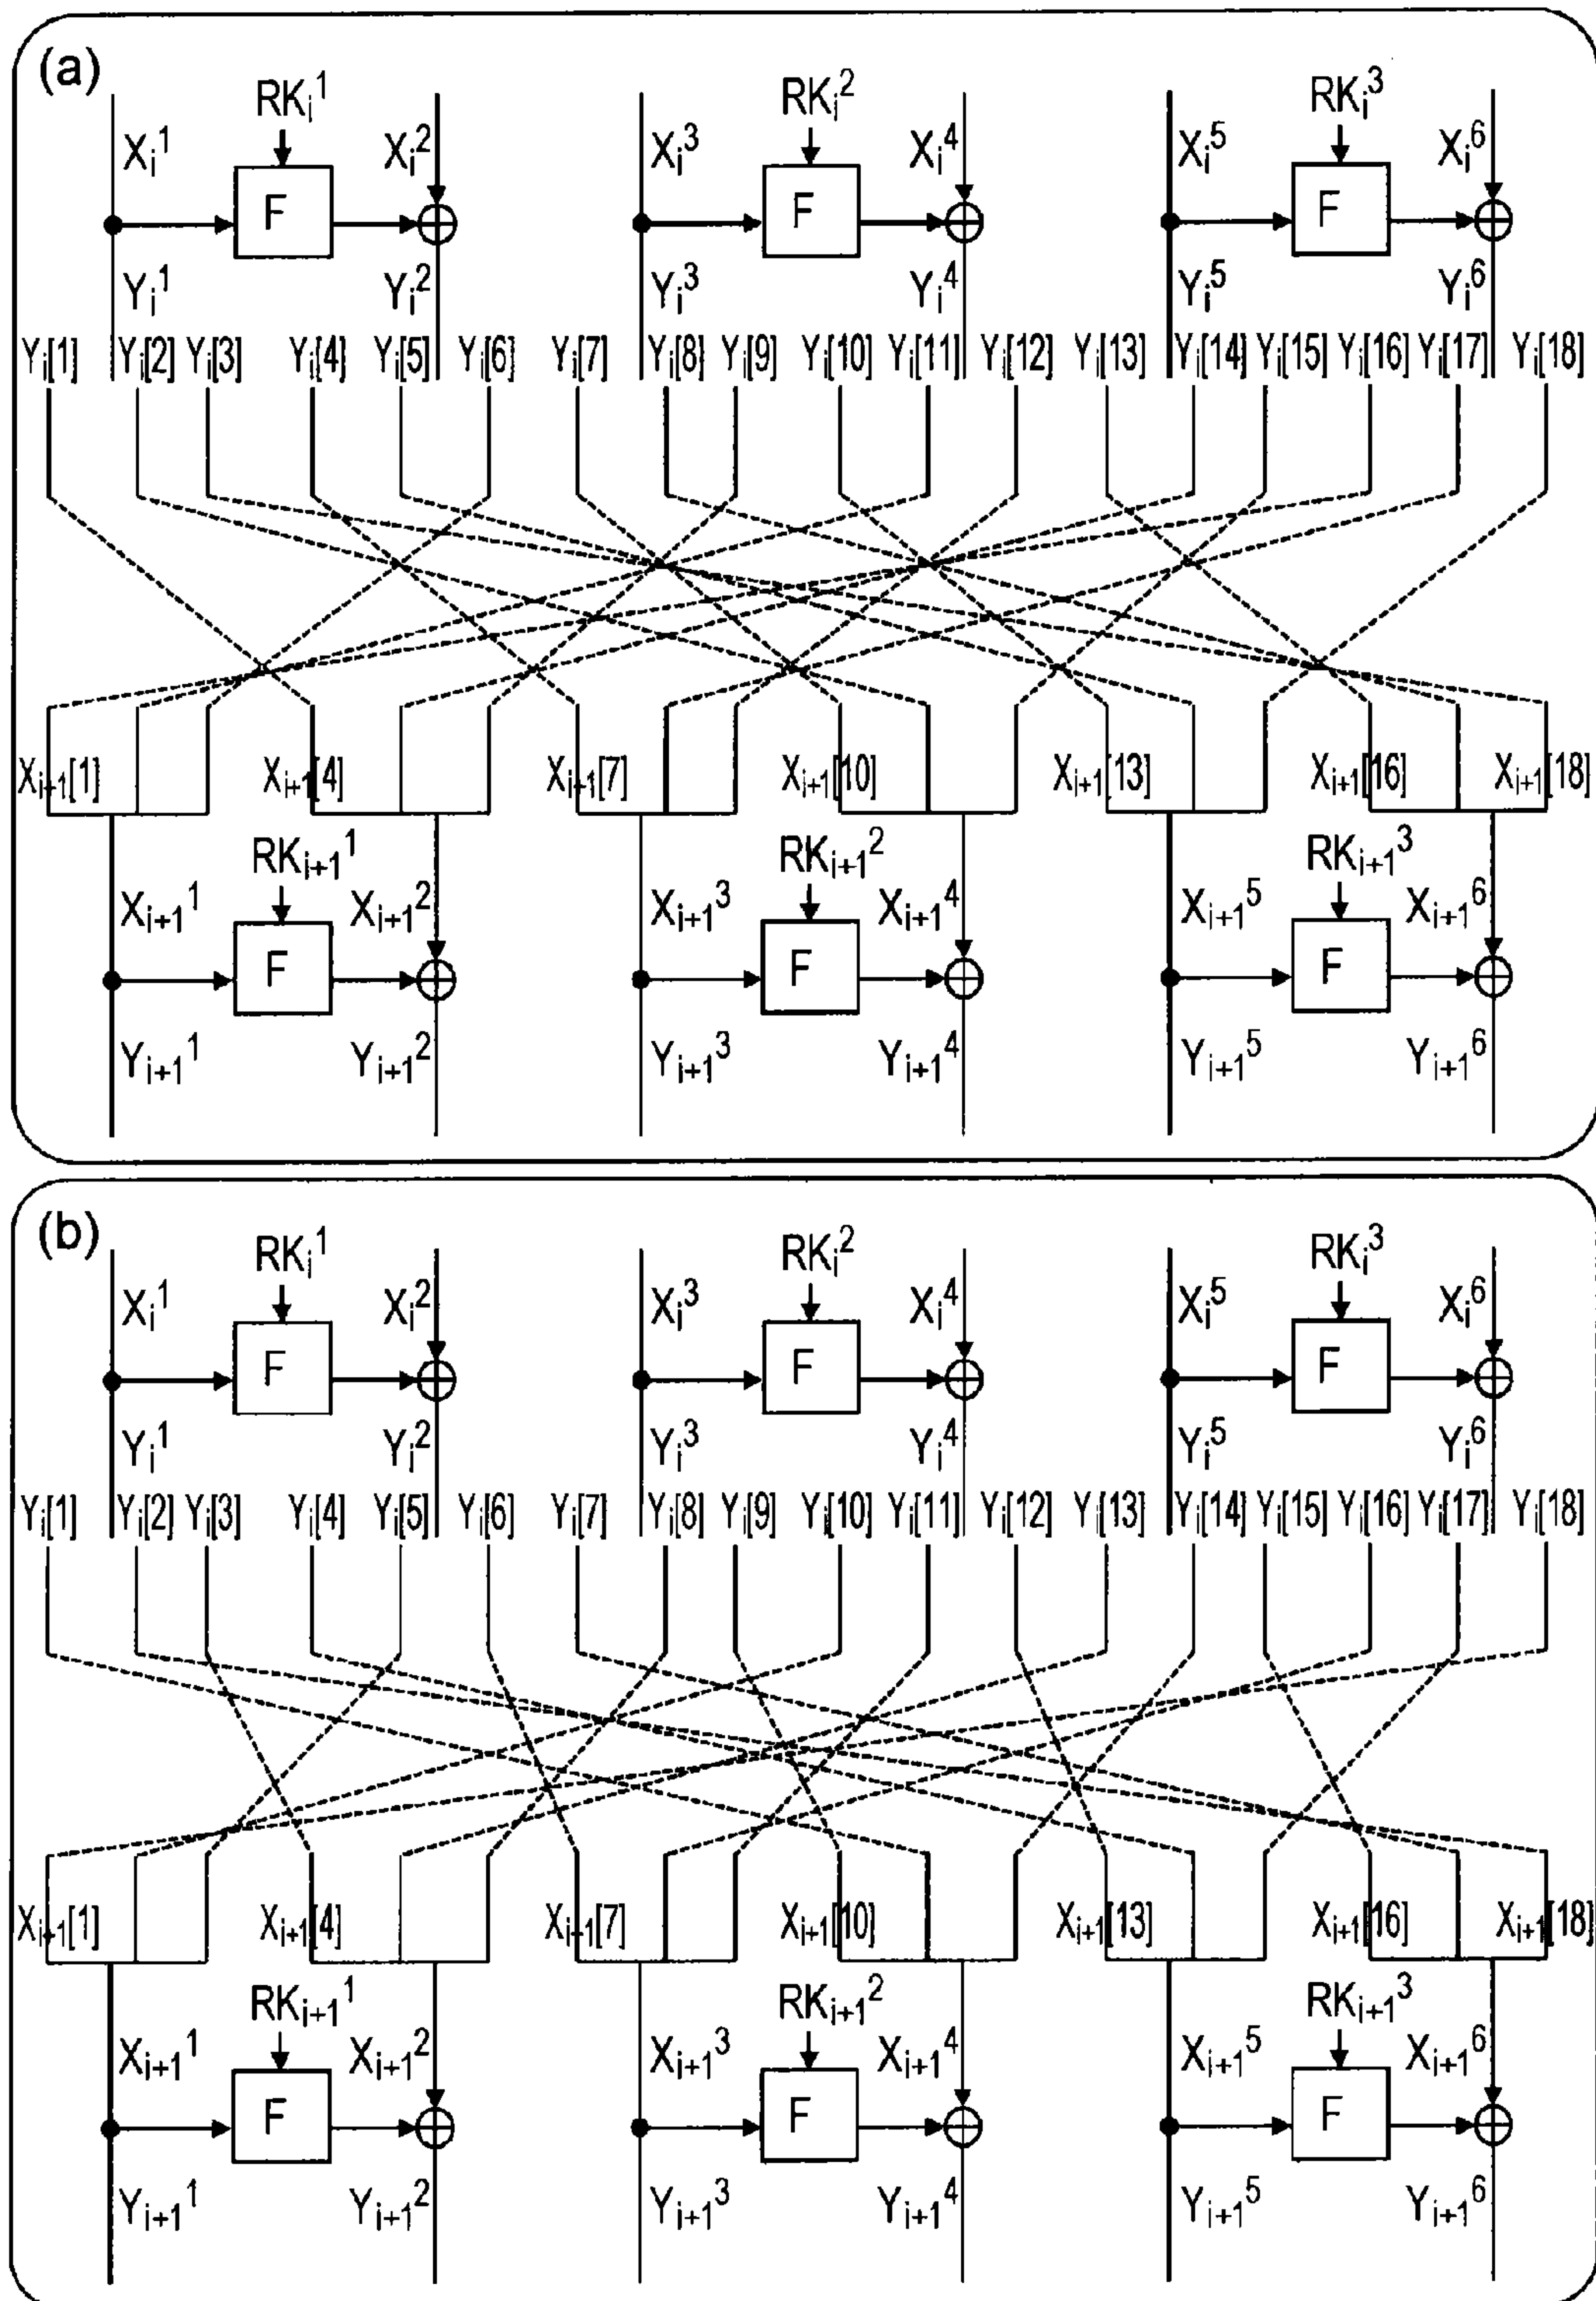 (a)
RKᵢ¹ RKᵢ² RKᵢ³
Xᵢ¹ Xᵢ² Xᵢ³ Xᵢ⁴ Xᵢ⁵ Xᵢ⁶
F F F
Yᵢ¹ Yᵢ² Yᵢ³ Yᵢ⁴ Yᵢ⁵ Yᵢ⁶
Yᵢ[1] Yᵢ[2] Yᵢ[3] Yᵢ[4] Yᵢ[5] Yᵢ[6] Yᵢ[7] Yᵢ[8] Yᵢ[9] Yᵢ[10] Yᵢ[11] Yᵢ[12] Yᵢ[13] Yᵢ[14] Yᵢ[15] Yᵢ[16] Yᵢ[17] Yᵢ[18]
Xᵢ₊₁[1] Xᵢ₊₁[4] Xᵢ₊₁[7] Xᵢ₊₁[10] Xᵢ₊₁[13] Xᵢ₊₁[16] Xᵢ₊₁[18]
RKᵢ₊₁¹ RKᵢ₊₁² RKᵢ₊₁³
Xᵢ₊₁¹ Xᵢ₊₁² Xᵢ₊₁³ Xᵢ₊₁⁴ Xᵢ₊₁⁵ Xᵢ₊₁⁶
F F F
Yᵢ₊₁¹ Yᵢ₊₁² Yᵢ₊₁³ Yᵢ₊₁⁴ Yᵢ₊₁⁵ Yᵢ₊₁⁶
(b)
RKᵢ¹ RKᵢ² RKᵢ³
Xᵢ¹ Xᵢ² Xᵢ³ Xᵢ⁴ Xᵢ⁵ Xᵢ⁶
F F F
Yᵢ¹ Yᵢ² Yᵢ³ Yᵢ⁴ Yᵢ⁵ Yᵢ⁶
Yᵢ[1] Yᵢ[2] Yᵢ[3] Yᵢ[4] Yᵢ[5] Yᵢ[6] Yᵢ[7] Yᵢ[8] Yᵢ[9] Yᵢ[10] Yᵢ[11] Yᵢ[12] Yᵢ[13] Yᵢ[14] Yᵢ[15] Yᵢ[16] Yᵢ[17] Yᵢ[18]
Xᵢ₊₁[1] Xᵢ₊₁[4] Xᵢ₊₁[7] Xᵢ₊₁[10] Xᵢ₊₁[13] Xᵢ₊₁[16] Xᵢ₊₁[18]
RKᵢ₊₁¹ RKᵢ₊₁² RKᵢ₊₁³
Xᵢ₊₁¹ Xᵢ₊₁² Xᵢ₊₁³ Xᵢ₊₁⁴ Xᵢ₊₁⁵ Xᵢ₊₁⁶
F F F
Yᵢ₊₁¹ Yᵢ₊₁² Yᵢ₊₁³ Yᵢ₊₁⁴ Yᵢ₊₁⁵ Yᵢ₊₁⁶